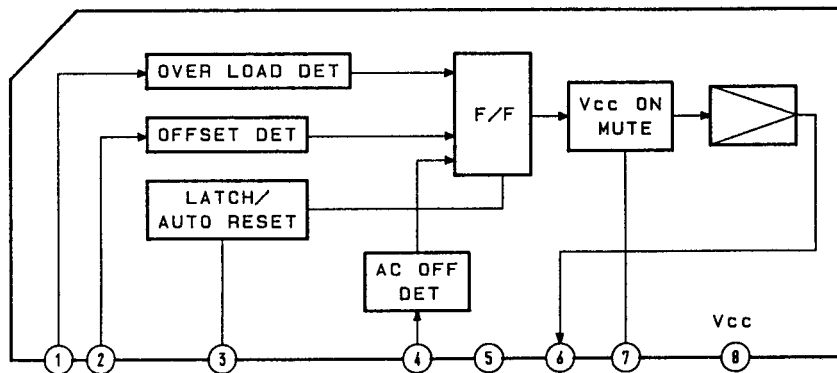 OVER LOAD DET
OFFSET DET
LATCH/
AUTO RESET
F/F
Vcc ON
MUTE
AC OFF
DET
Vcc
1 2 3 4 5 6 7 8